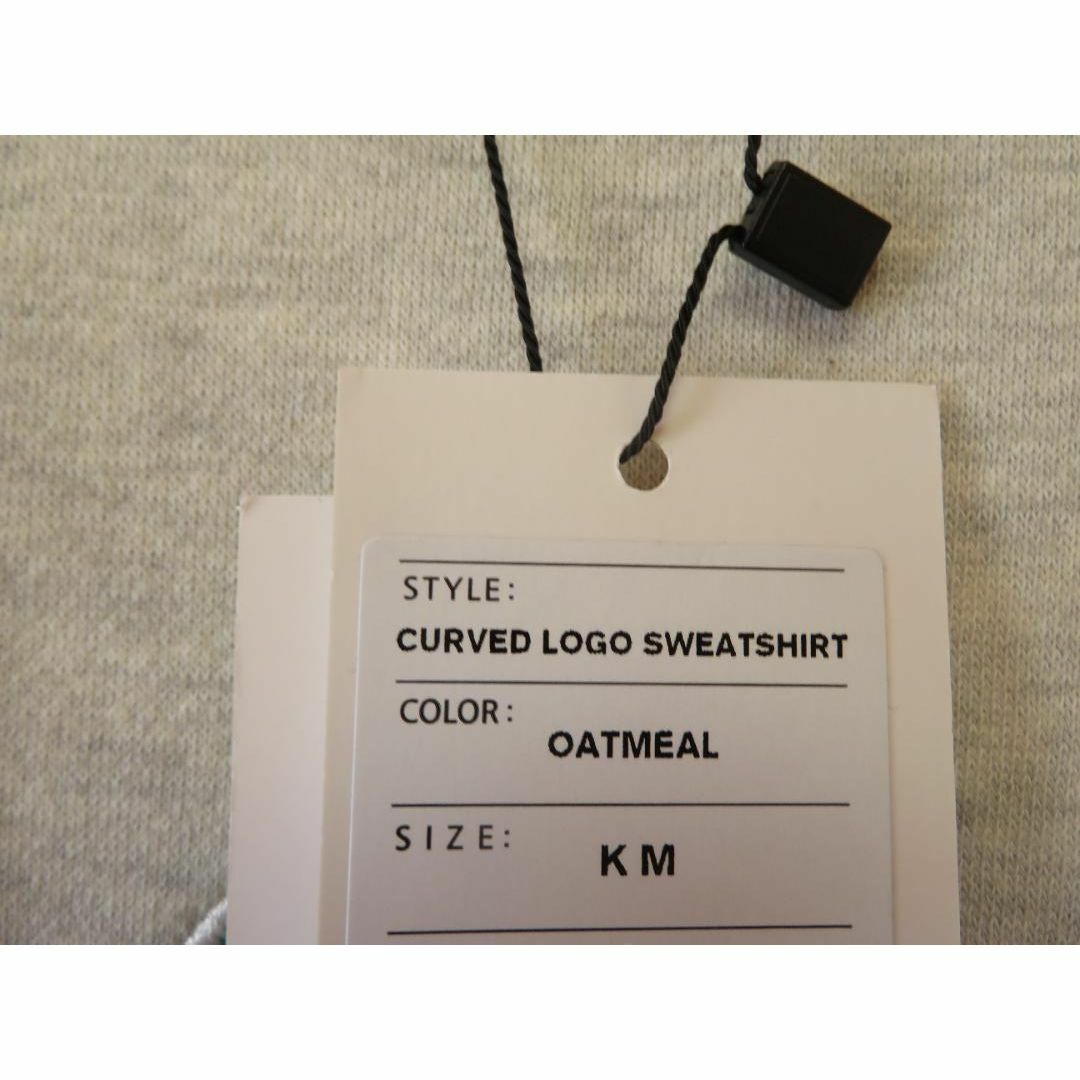 STYLE:
CURVED LOGO SWEATSHIRT
COLOR:
OATMEAL
SIZE:
K M